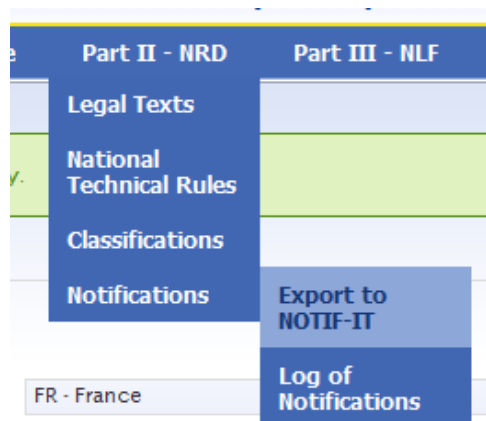 Part II - NRD
Part III - NLF
Legal Texts
National
Technical Rules
Classifications
Notifications
Export to
NOTIF-IT
Log of
Notifications
FR - France